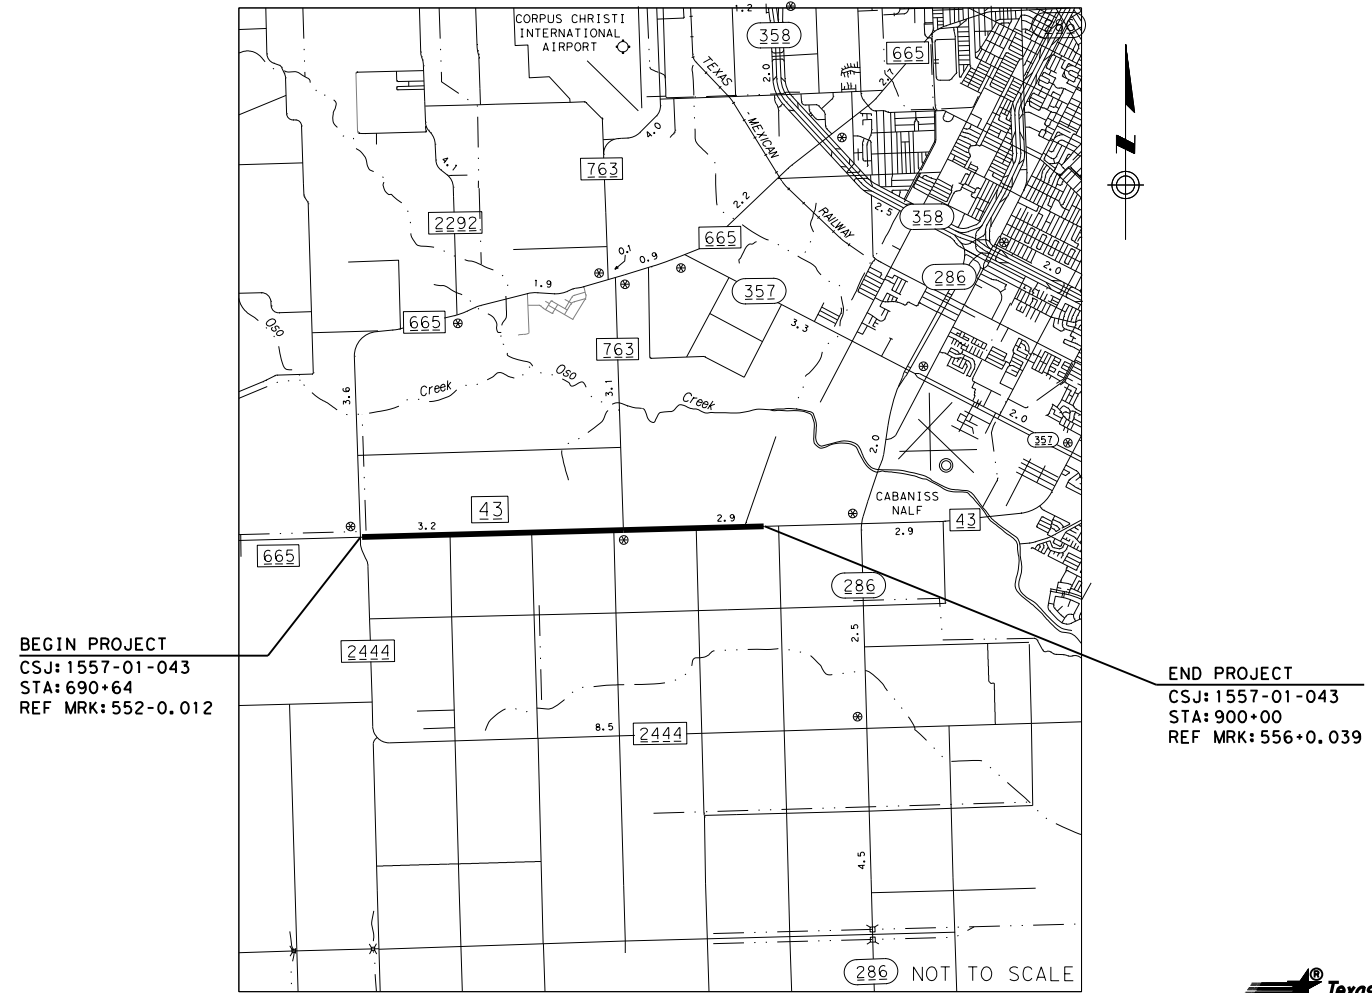 CORPUS CHRISTI
INTERNATIONAL
AIRPORT
1.2
358
665
286
2.0
2.7
TEXAS
MEXICAN
RAILWAY
4.0
4.1
763
2292
2.2
2.5
358
665
0.1
0.9
1.9
286
2.0
357
3.3
Oso
665
763
3.6
Creek
Oso
3.1
Creek
2.0
357
2.0
CABANISS
NALF
43
3.2
2.9
43
2.9
665
286
BEGIN PROJECT
CSJ:1557-01-043
STA:690+64
REF MRK:552-0.012
2444
2.5
END PROJECT
CSJ:1557-01-043
STA:900+00
REF MRK:556+0.039
8.5
2444
4.5
286 NOT TO SCALE
® Texas